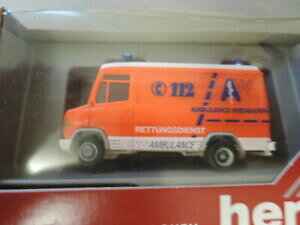 112
AMBULANCE WIESBADEN
RETTUNGSDIENST
AMBULANCE
her